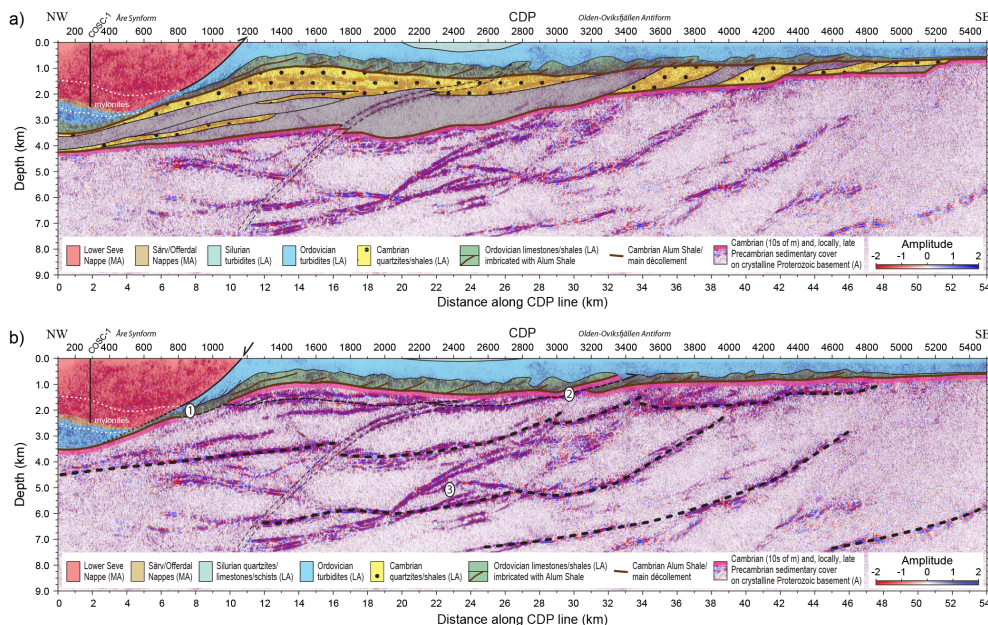 a)
NW
COSC-1
Åre Synform
CDP
Olden-Oviksfjällen Antiform
SE
200 400 600 800 1000 1200 1400 1600 1800 2000 2200 2400 2600 2800 3000 3200 3400 3600 3800 4000 4200 4400 4600 4800 5000 5200 5400
0.0
1.0
2.0
3.0
4.0
5.0
6.0
7.0
8.0
9.0
Depth (km)
mylonites
Lower Seve
Nappe (MA)
Särv/Offerdal
Nappes (MA)
Silurian
turbidites (LA)
Ordovician
turbidites (LA)
Cambrian
quartzites/shales (LA)
Ordovician limestones/shales (LA)
imbricated with Alum Shale
Cambrian Alum Shale/
main décollement
Cambrian (10s of m) and, locally, late
Precambrian sedimentary cover
on crystalline Proterozoic basement (A)
Amplitude
-2 -1 0 1 2
0 2 4 6 8 10 12 14 16 18 20 22 24 26 28 30 32 34 36 38 40 42 44 46 48 50 52 54
Distance along CDP line (km)
b)
NW
COSC-1
Åre Synform
CDP
Olden-Oviksfjällen Antiform
SE
200 400 600 800 1000 1200 1400 1600 1800 2000 2200 2400 2600 2800 3000 3200 3400 3600 3800 4000 4200 4400 4600 4800 5000 5200 5400
0.0
1.0
2.0
3.0
4.0
5.0
6.0
7.0
8.0
9.0
Depth (km)
mylonites
1
2
3
Lower Seve
Nappe (MA)
Särv/Offerdal
Nappes (MA)
Silurian quartzites/
limestones/schists (LA)
Ordovician
turbidites (LA)
Cambrian
quartzites/shales (LA)
Ordovician limestones/shales (LA)
imbricated with Alum Shale
Cambrian Alum Shale/
main décollement
Cambrian (10s of m) and, locally, late
Precambrian sedimentary cover
on crystalline Proterozoic basement (A)
Amplitude
-2 -1 0 1 2
0 2 4 6 8 10 12 14 16 18 20 22 24 26 28 30 32 34 36 38 40 42 44 46 48 50 52 54
Distance along CDP line (km)